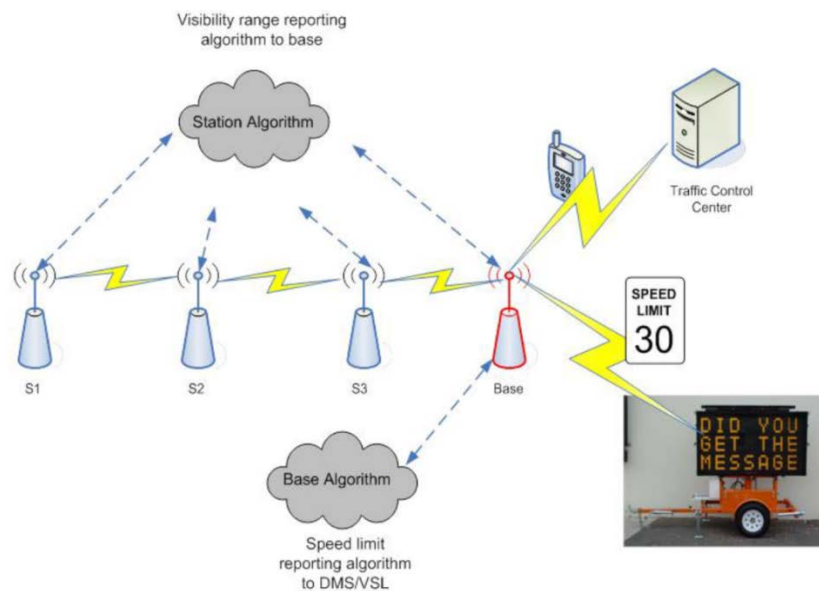 Visibility range reporting
algorithm to base
Station Algorithm
Traffic Control
Center
SPEED
LIMIT
30
S1
S2
S3
Base
DID YOU
GET THE
MESSAGE
Base Algorithm
Speed limit
reporting algorithm
to DMS/VSL